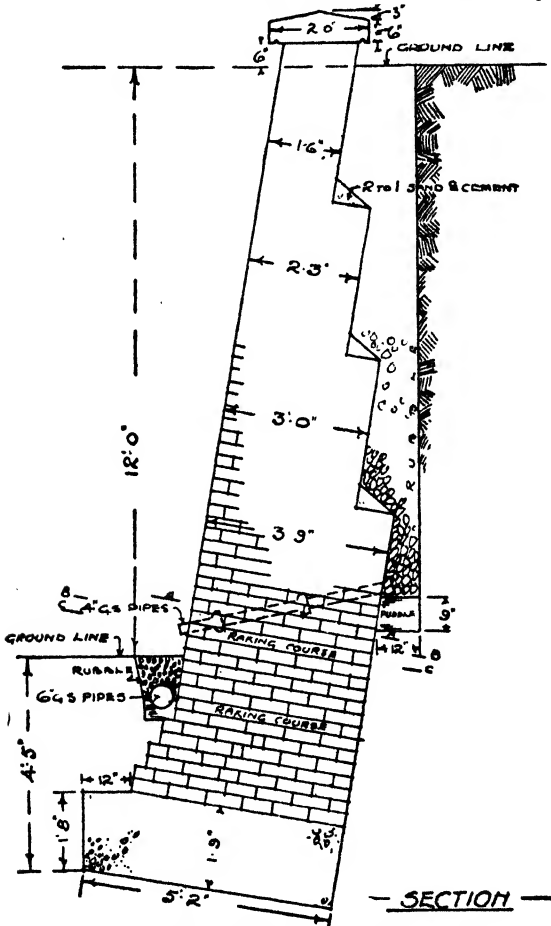 3"
2'0"
6"
6"
GROUND LINE
1'6"
2 TO 1 SAND & CEMENT
2'3"
12'0"
3'0"
3'9"
RUBBLE
B
A
4" G.S PIPES
C
RUBBLE
9"
RAKING COURSE
12"
B
C
GROUND LINE
RUBBLE
6" G.S PIPES
RAKING COURSE
4'5"
12"
1'8"
1'9"
5'2"
SECTION